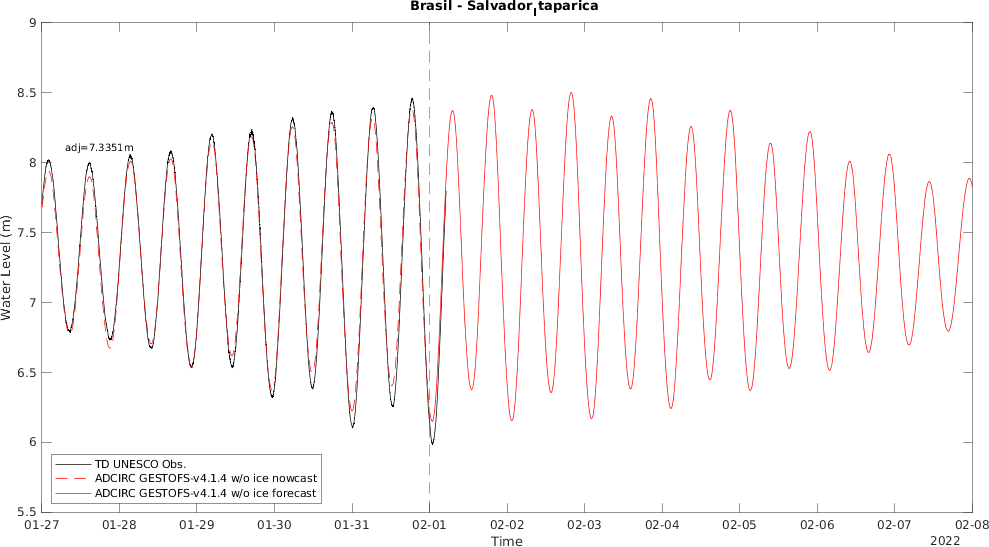 Brasil - Salvador_Itaparica
adj=7.3351m
Water Level (m)
9
8.5
8
7.5
7
6.5
6
5.5
TD UNESCO Obs.
ADCIRC GESTOFS-v4.1.4 w/o ice nowcast
ADCIRC GESTOFS-v4.1.4 w/o ice forecast
01-27 01-28 01-29 01-30 01-31 02-01 02-02 02-03 02-04 02-05 02-06 02-07 02-08
Time
2022